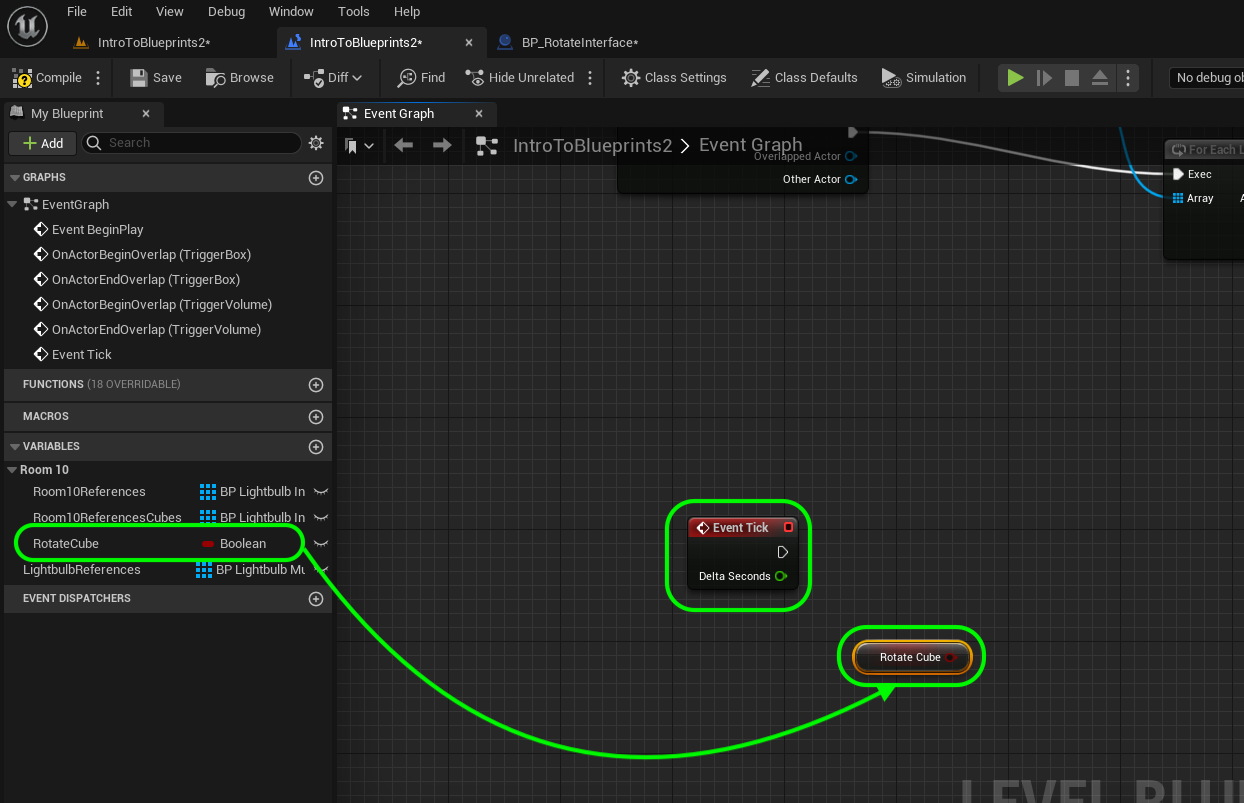 File Edit View Debug Window Tools Help
IntroToBlueprints2* IntroToBlueprints2* BP_RotateInterface*
Compile Save Browse Diff Find Hide Unrelated Class Settings Class Defaults Simulation No debug
My Blueprint Event Graph
Add Search IntroToBlueprints2 Event Graph
Overlapped Actor For Each
GRAPHS Other Actor Exec
EventGraph Array
Event BeginPlay
OnActorBeginOverlap (TriggerBox)
OnActorEndOverlap (TriggerBox)
OnActorBeginOverlap (TriggerVolume)
OnActorEndOverlap (TriggerVolume)
Event Tick
FUNCTIONS (18 OVERRIDABLE)
MACROS
VARIABLES
Room 10
Room10References BP Lightbulb In
Room10ReferencesCubes BP Lightbulb In
RotateCube Boolean
LightbulbReferences BP Lightbulb Mu
EVENT DISPATCHERS
Event Tick
Delta Seconds
Rotate Cube
LEVEL BLU